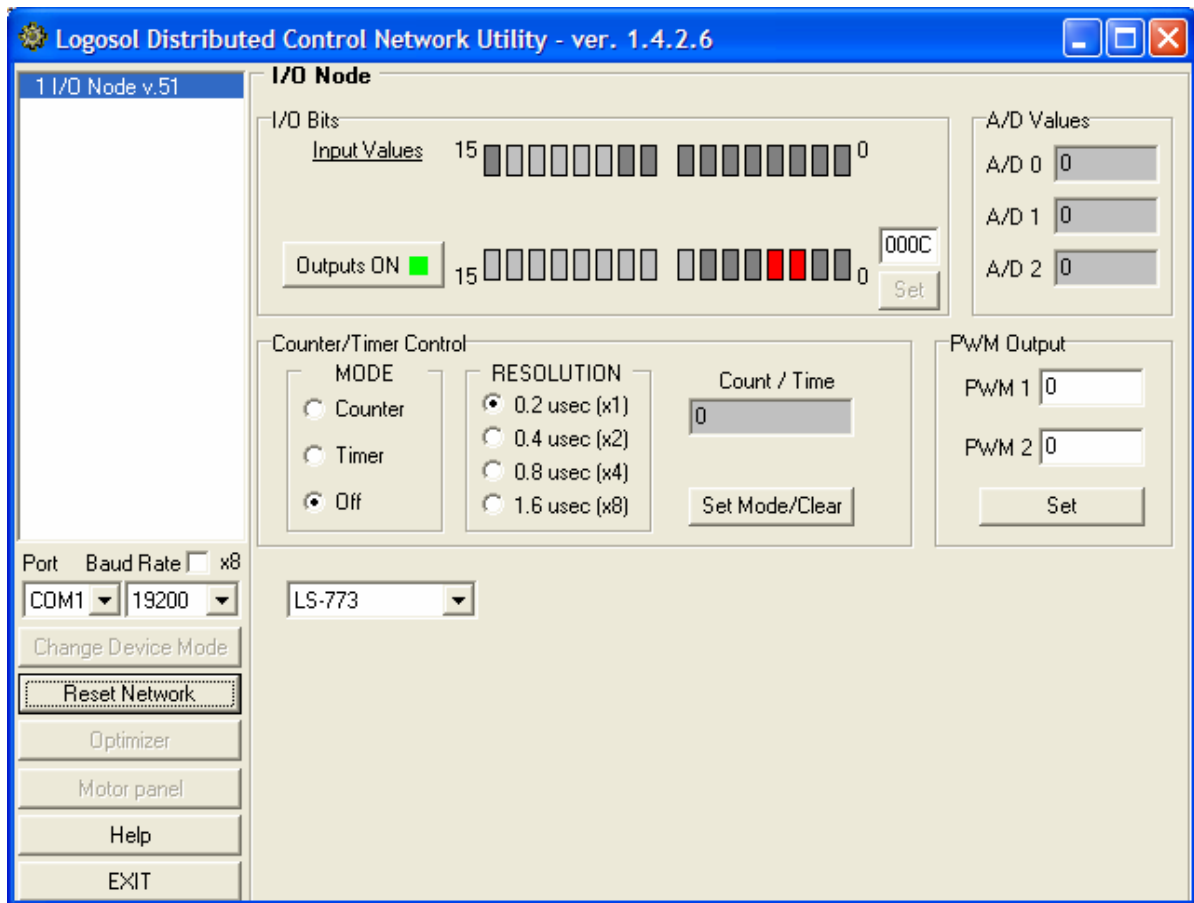 Logosol Distributed Control Network Utility - ver. 1.4.2.6
1 I/O Node v.51
I/O Node
I/O Bits
Input Values 15 0
Outputs ON 15 0
000C
Set
A/D Values
A/D 0 0
A/D 1 0
A/D 2 0
Counter/Timer Control
MODE
Counter
Timer
Off
RESOLUTION
0.2 usec (x1)
0.4 usec (x2)
0.8 usec (x4)
1.6 usec (x8)
Count / Time
0
Set Mode/Clear
PWM Output
PWM 1 0
PWM 2 0
Set
Port Baud Rate x8
COM1 19200
LS-773
Change Device Mode
Reset Network
Optimizer
Motor panel
Help
EXIT